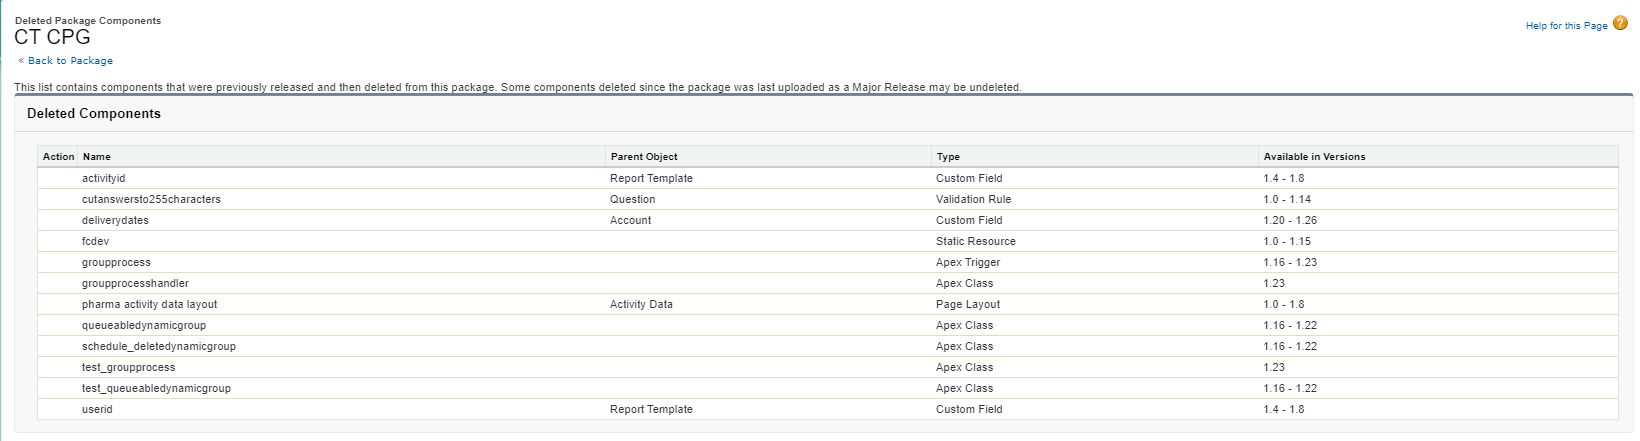 Deleted Package Components
CT CPG
Help for this Page ?
« Back to Package
This list contains components that were previously released and then deleted from this package. Some components deleted since the package was last uploaded as a Major Release may be undeleted.
Deleted Components
Action Name Parent Object Type Available in Versions
activityid Report Template Custom Field 1.4 - 1.8
cutanswersto255characters Question Validation Rule 1.0 - 1.14
deliverydates Account Custom Field 1.20 - 1.26
fcdev Static Resource 1.0 - 1.15
groupprocess Apex Trigger 1.16 - 1.23
groupprocesshandler Apex Class 1.23
pharma activity data layout Activity Data Page Layout 1.0 - 1.8
queueabledynamicgroup Apex Class 1.16 - 1.22
schedule_deletedynamicgroup Apex Class 1.16 - 1.22
test_groupprocess Apex Class 1.23
test_queueabledynamicgroup Apex Class 1.16 - 1.22
userid Report Template Custom Field 1.4 - 1.8